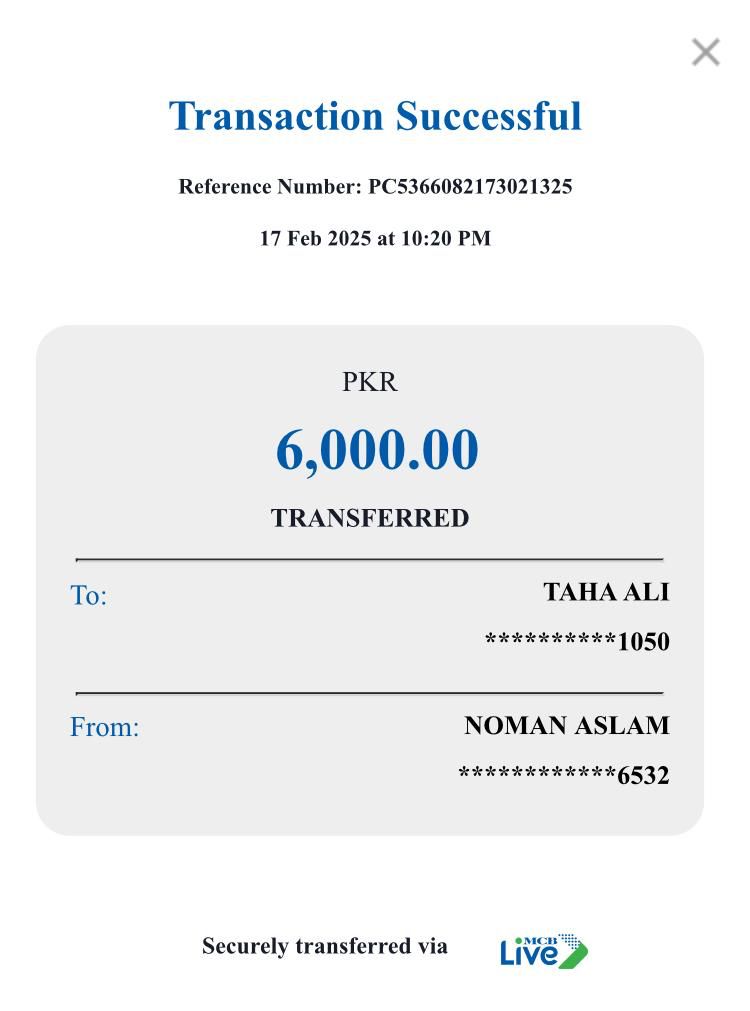 Transaction Successful
Reference Number: PC5366082173021325
17 Feb 2025 at 10:20 PM
PKR
6,000.00
TRANSFERRED
To: TAHA ALI
**********1050
From: NOMAN ASLAM
************6532
Securely transferred via MCB Live